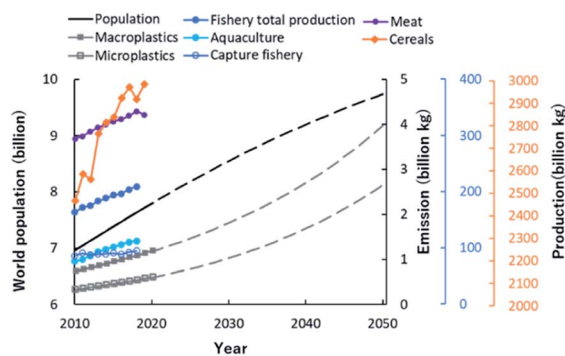 Population
Fishery total production
Meat
Macroplastics
Aquaculture
Cereals
Microplastics
Capture fishery
10
9
8
7
6
World population (billion)
2010
2020
2030
2040
2050
Year
5
4
3
2
1
0
Emission (billion kg)
400
300
200
100
0
3000
2900
2800
2700
2600
2500
2400
2300
2200
2100
2000
Production(billion kg)